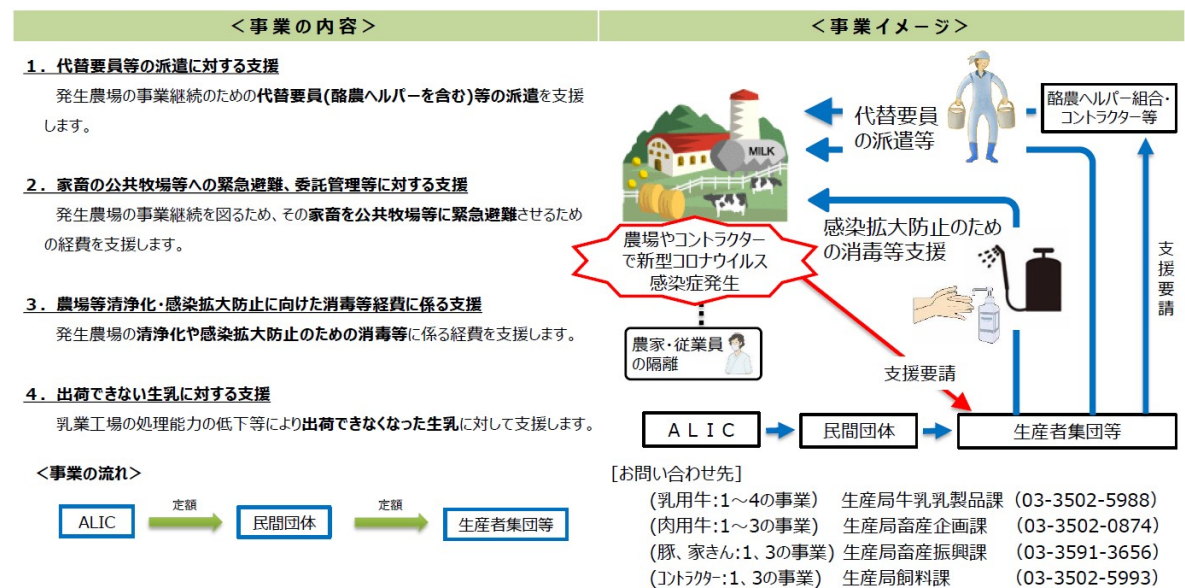 ＜事業の内容＞
１．代替要員等の派遣に対する支援
発生農場の事業継続のための代替要員(酪農ヘルパーを含む)等の派遣を支援
します。
２．家畜の公共牧場等への緊急避難、委託管理等に対する支援
発生農場の事業継続を図るため、その家畜を公共牧場等に緊急避難させるため
の経費を支援します。
３．農場等清浄化・感染拡大防止に向けた消毒等経費に係る支援
発生農場の清浄化や感染拡大防止のための消毒等に係る経費を支援します。
４．出荷できない生乳に対する支援
乳業工場の処理能力の低下等により出荷できなくなった生乳に対して支援します。
＜事業の流れ＞
ALIC
定額
民間団体
定額
生産者集団等
＜事業イメージ＞
MILK
代替要員
の派遣等
酪農ヘルパー組合・
コントラクター等
感染拡大防止のため
の消毒等支援
支援要請
農場やコントラクター
で新型コロナウイルス
感染症発生
農家・従業員
の隔離
支援要請
ＡＬＩＣ
民間団体
生産者集団等
［お問い合わせ先］
(乳用牛:1～4の事業) 生産局牛乳乳製品課 (03-3502-5988)
(肉用牛:1～3の事業) 生産局畜産企画課 (03-3502-0874)
(豚、家きん:1、3の事業) 生産局畜産振興課 (03-3591-3656)
(ｺﾝﾄﾗｸﾀｰ:1、3の事業) 生産局飼料課 (03-3502-5993)